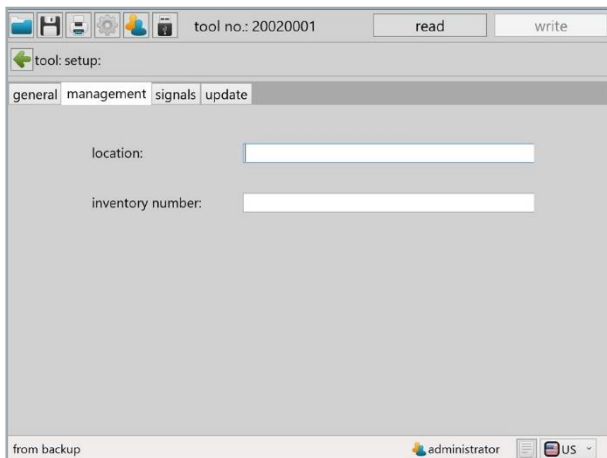 tool no.: 20020001 read write
tool: setup:
general management signals update
location:
inventory number:
from backup administrator US